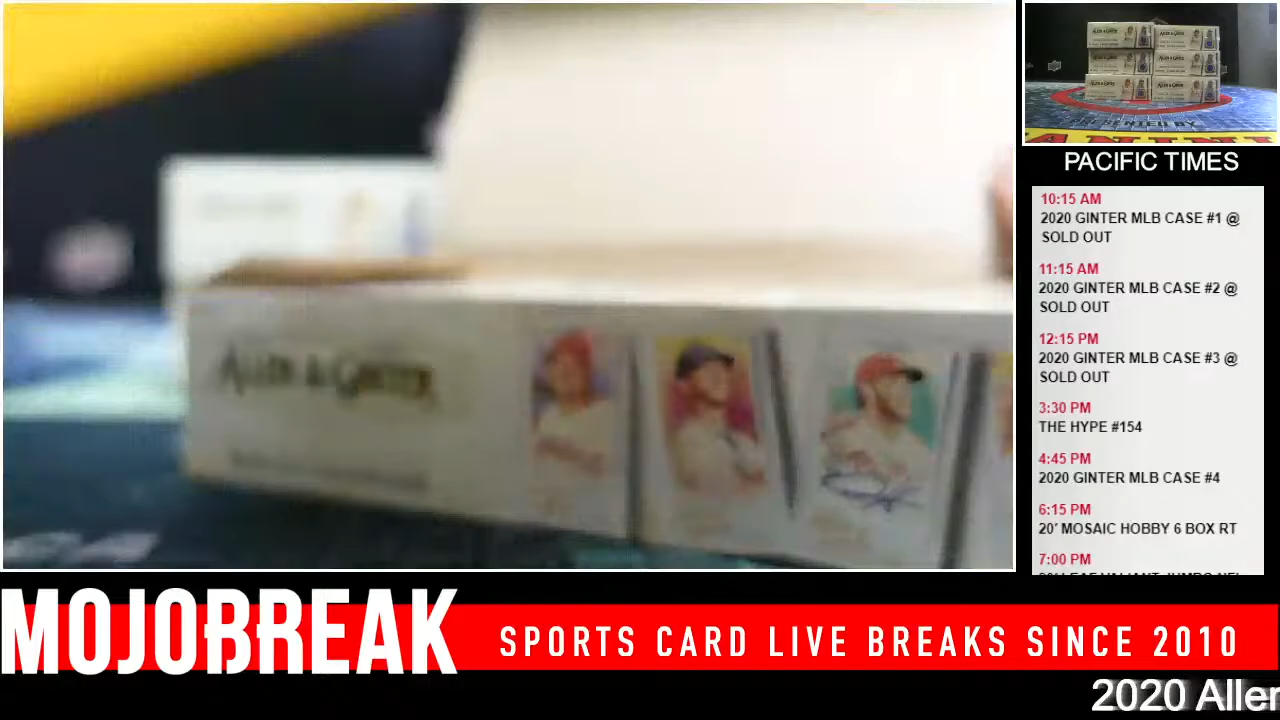 ALLEN & GINTER
PACIFIC TIMES
10:15 AM
2020 GINTER MLB CASE #1 @
SOLD OUT
11:15 AM
2020 GINTER MLB CASE #2 @
SOLD OUT
12:15 PM
2020 GINTER MLB CASE #3 @
SOLD OUT
3:30 PM
THE HYPE #154
4:45 PM
2020 GINTER MLB CASE #4
6:15 PM
20' MOSAIC HOBBY 6 BOX RT
7:00 PM
MOJOBREAK
SPORTS CARD LIVE BREAKS SINCE 2010
2020 Aller